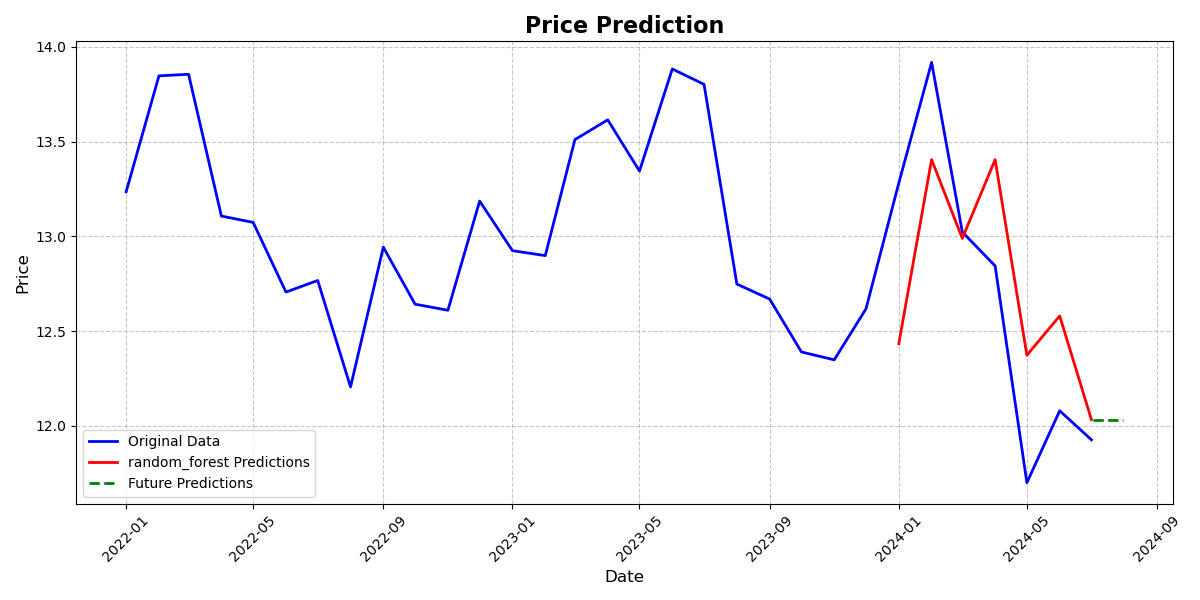 Price Prediction
14.0
13.5
13.0
12.5
12.0
Price
Original Data
random_forest Predictions
Future Predictions
2022-01
2022-05
2022-09
2023-01
2023-05
2023-09
2024-01
2024-05
2024-09
Date